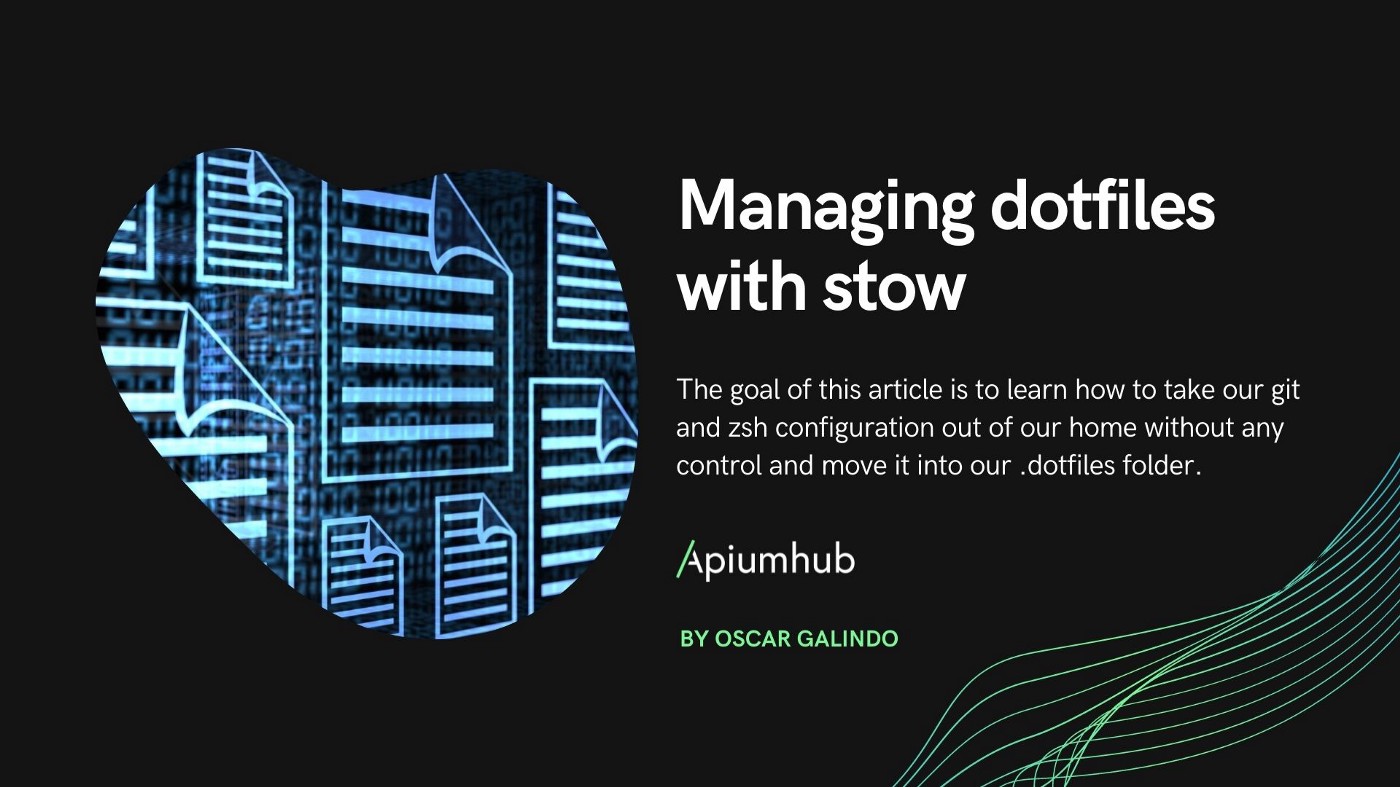 Managing dotfiles
with stow
The goal of this article is to learn how to take our git
and zsh configuration out of our home without any
control and move it into our .dotfiles folder.
Apiumhub
BY OSCAR GALINDO